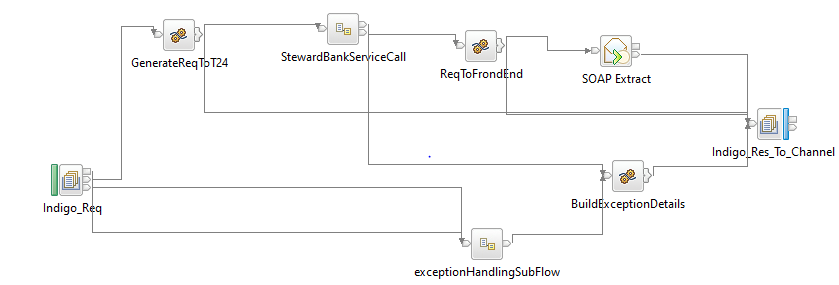 GenerateReqToT24
StewardBankServiceCall
ReqToFrondEnd
SOAP Extract
Indigo_Res_To_Channel
Indigo_Req
BuildExceptionDetails
exceptionHandlingSubFlow